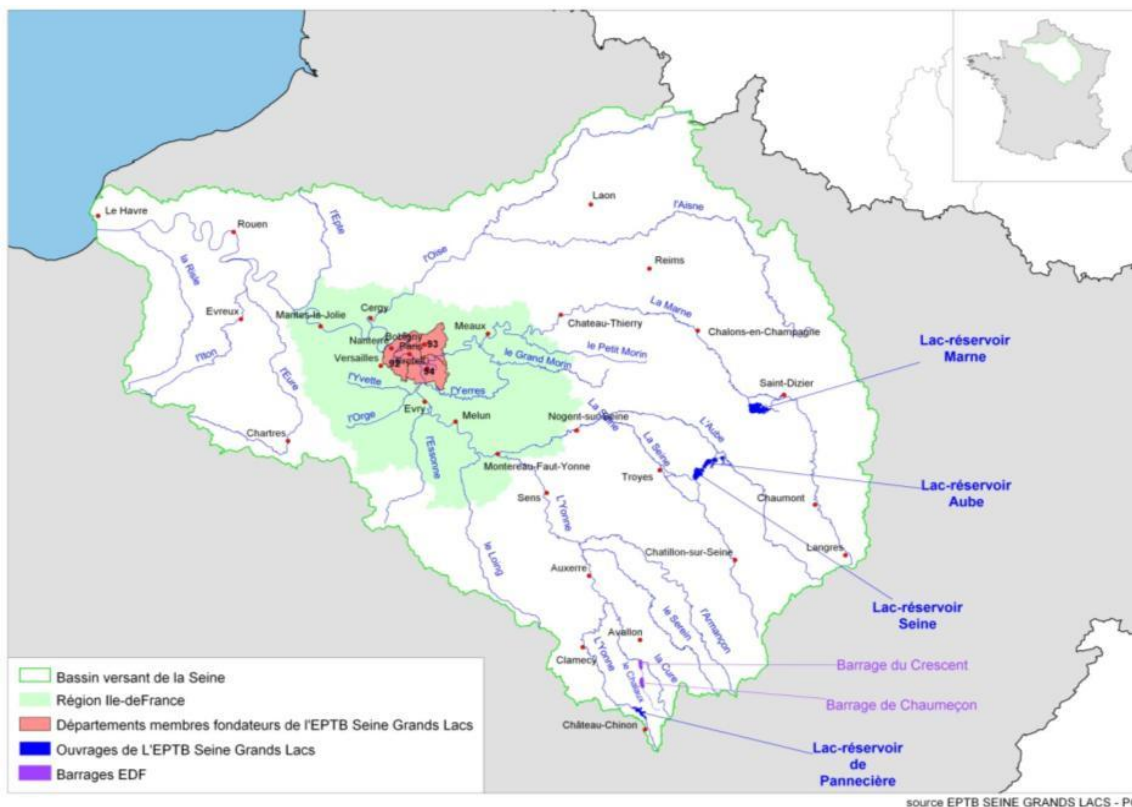 Le Havre
Rouen
l'Epte
l'Oise
Laon
l'Aisne
la Risle
Reims
Evreux
Mantes-la-Jolie
Cergy
La Marne
Meaux
Chateau-Thierry
Chalons-en-Champagne
Nanterre
Bobigny
Paris
93
le Petit Morin
Lac-réservoir
Marne
Versailles
92
94
le Grand Morin
l'Iton
l'Yvette
l'Yerres
Saint-Dizier
l'Eure
l'Orge
Evry
Melun
Nogent-sur-Seine
La Seine
L'Aube
Chartres
l'Essonne
La Seine
Montereau-Faut-Yonne
Troyes
Lac-réservoir
Aube
Sens
L'Yonne
Chaumont
le Loing
Chatillon-sur-Seine
Langres
Auxerre
le Serein
l'Armançon
Lac-réservoir
Seine
Avallon
Clamecy
L'Yonne
la Cure
Barrage du Crescent
Barrage de Chaumeçon
Château-Chinon
Lac-réservoir
de
Pannecière
Bassin versant de la Seine
Région Ile-deFrance
Départements membres fondateurs de l'EPTB Seine Grands Lacs
Ouvrages de L'EPTB Seine Grands Lacs
Barrages EDF
source EPTB SEINE GRANDS LACS -